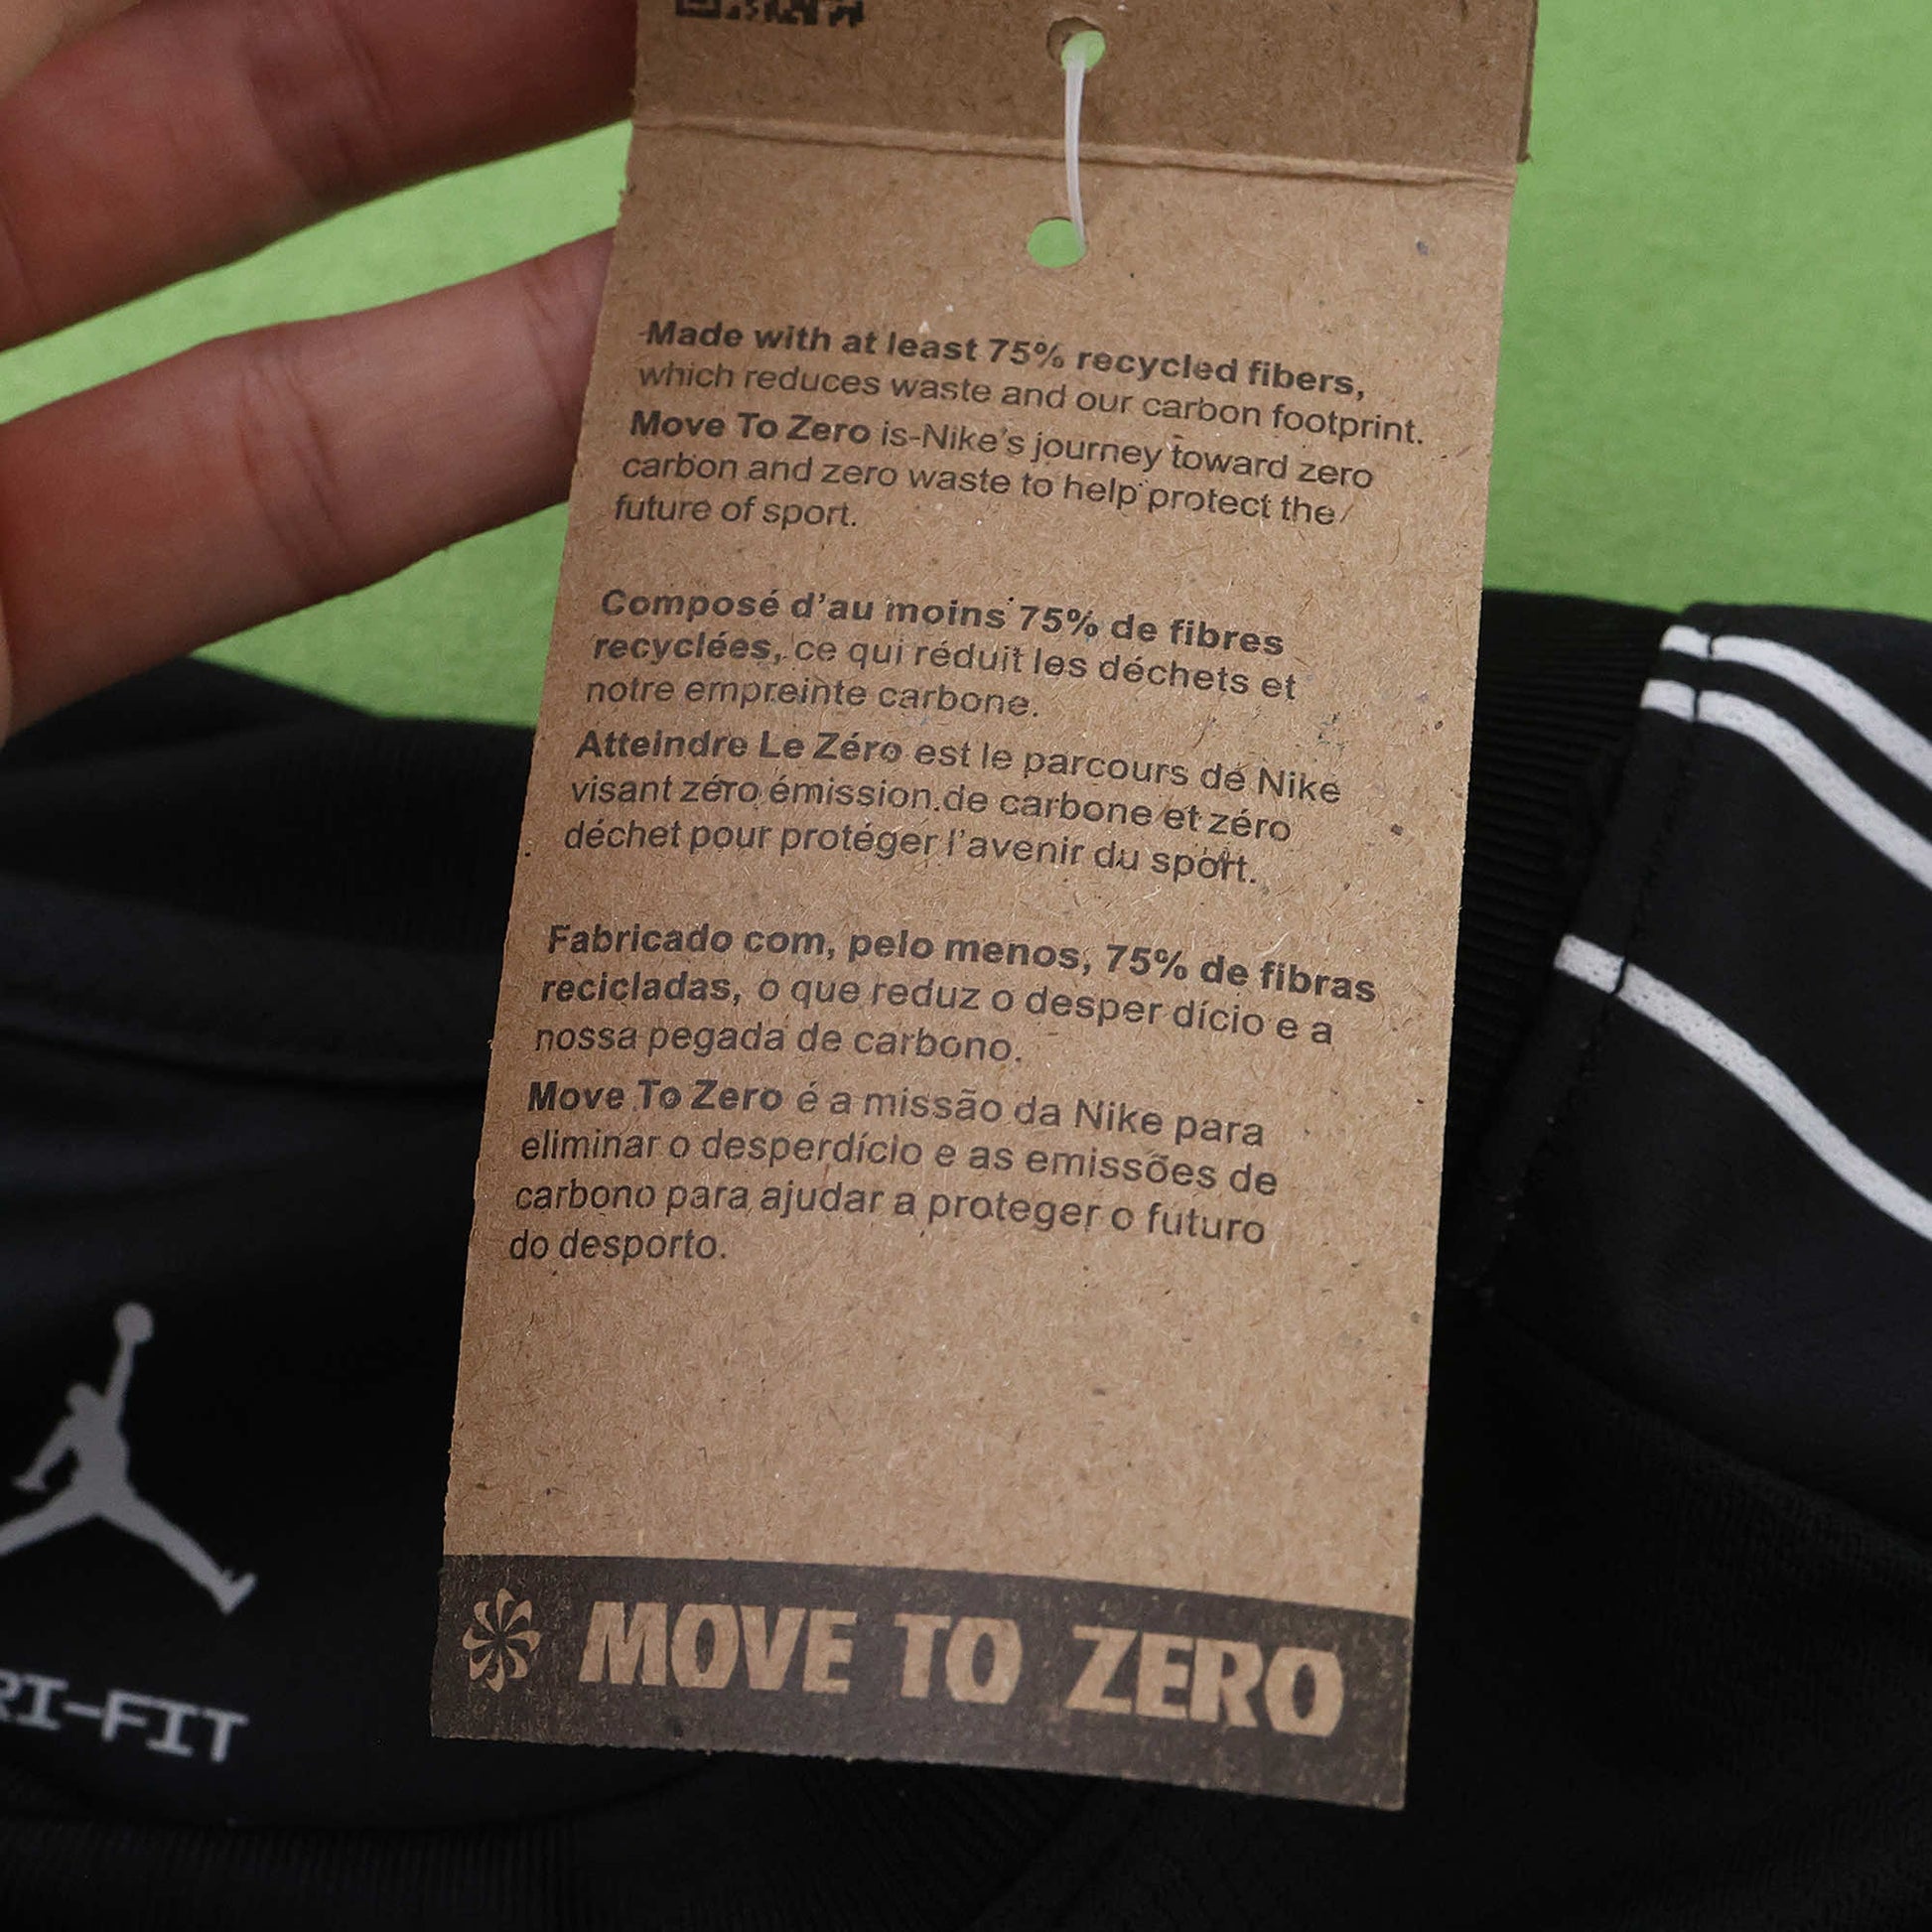 Made with at least 75% recycled fibers,
which reduces waste and our carbon footprint.
Move To Zero is-Nike's journey toward zero
carbon and zero waste to help protect the
future of sport.
Composé d'au moins 75% de fibres
recyclées, ce qui réduit les déchets et
notre empreinte carbone.
Atteindre Le Zéro est le parcours de Nike
visant zéro émission de carbone et zéro
déchet pour protéger l'avenir du sport.
Fabricado com, pelo menos, 75% de fibras
recicladas, o que reduz o desper dício e a
nossa pegada de carbono.
Move To Zero é a missão da Nike para
eliminar o desperdício e as emissões de
carbono para ajudar a proteger o futuro
do desporto.
RI-FIT
MOVE TO ZERO